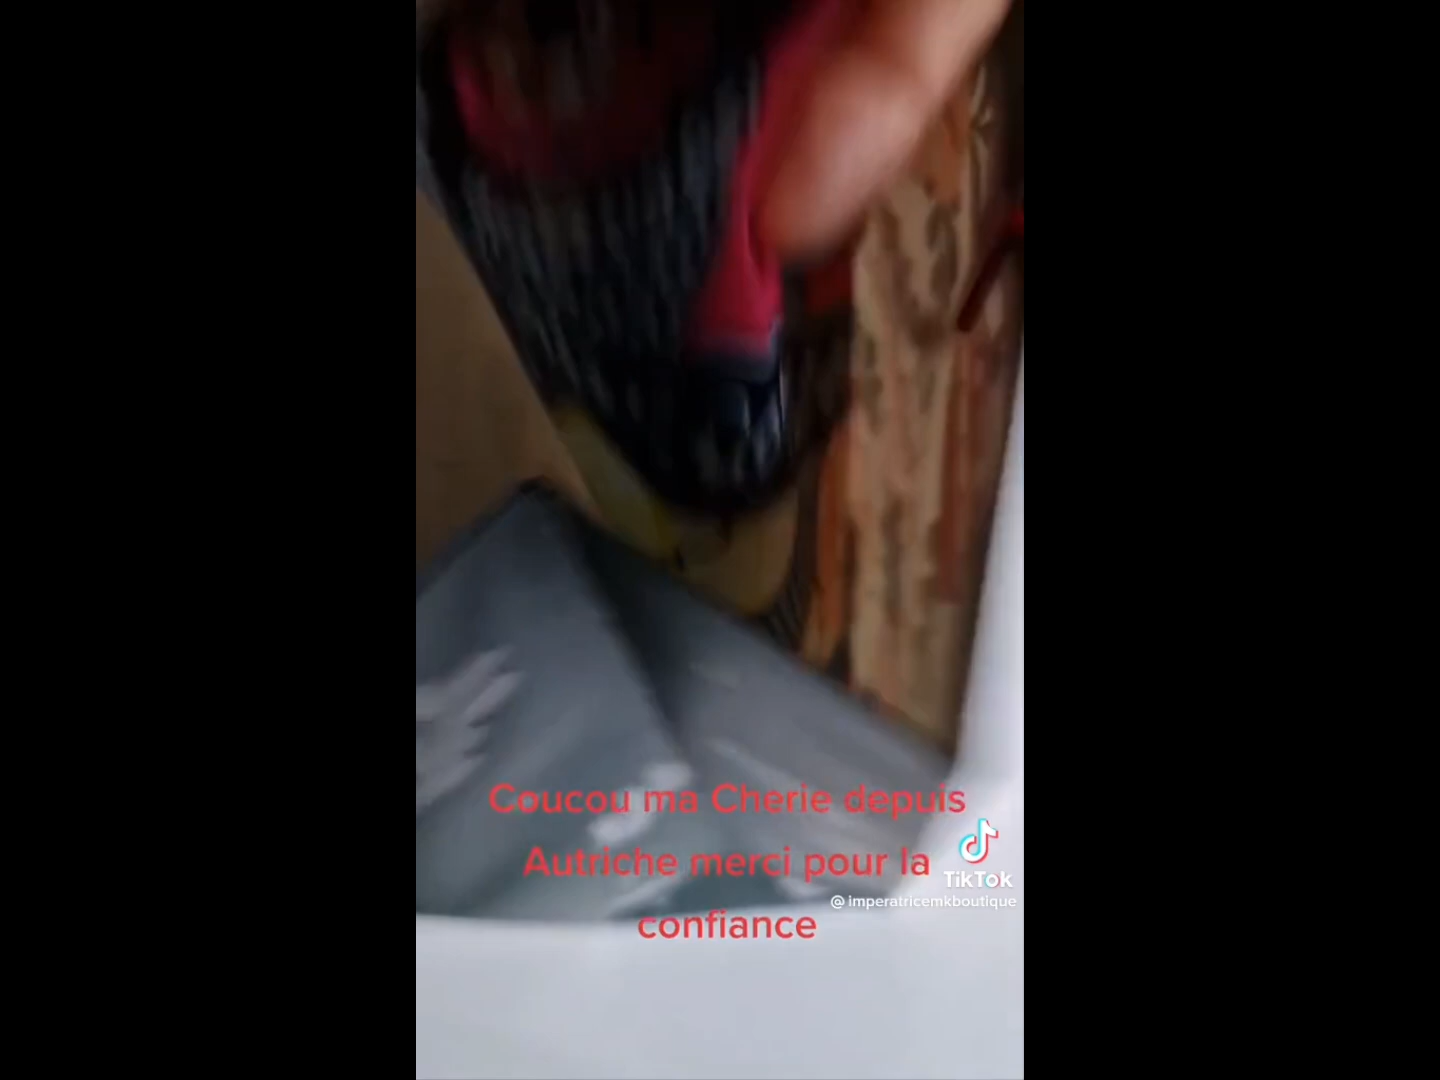 Coucou ma Cherie depuis
Autriche merci pour la
confiance
TikTok
@imperatricemkboutique